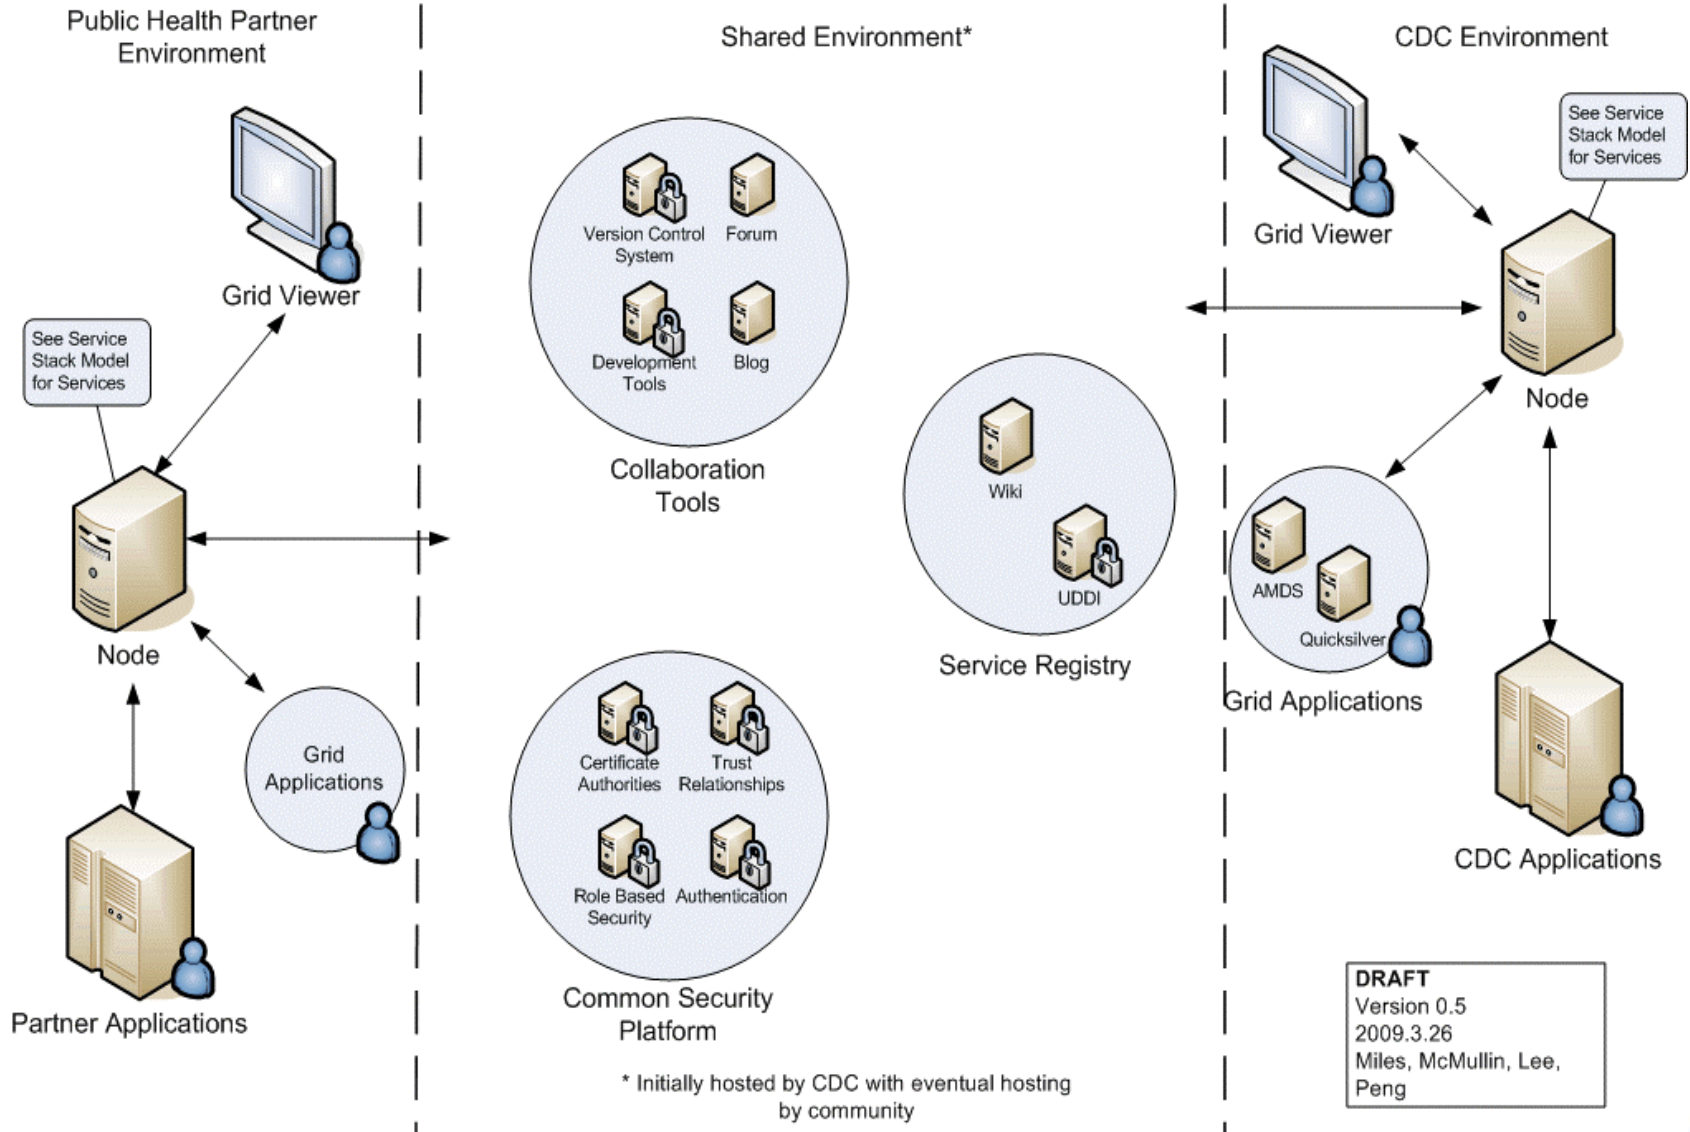 Public Health Partner
Environment
Shared Environment*
CDC Environment
Grid Viewer
See Service
Stack Model
for Services
Node
Grid
Applications
Partner Applications
Version Control
System
Forum
Development
Tools
Blog
Collaboration
Tools
Wiki
UDDI
Service Registry
Certificate
Authorities
Trust
Relationships
Role Based
Security
Authentication
Common Security
Platform
* Initially hosted by CDC with eventual hosting
by community
Grid Viewer
See Service
Stack Model
for Services
Node
AMDS
Quicksilver
Grid Applications
CDC Applications
DRAFT
Version 0.5
2009.3.26
Miles, McMullin, Lee,
Peng